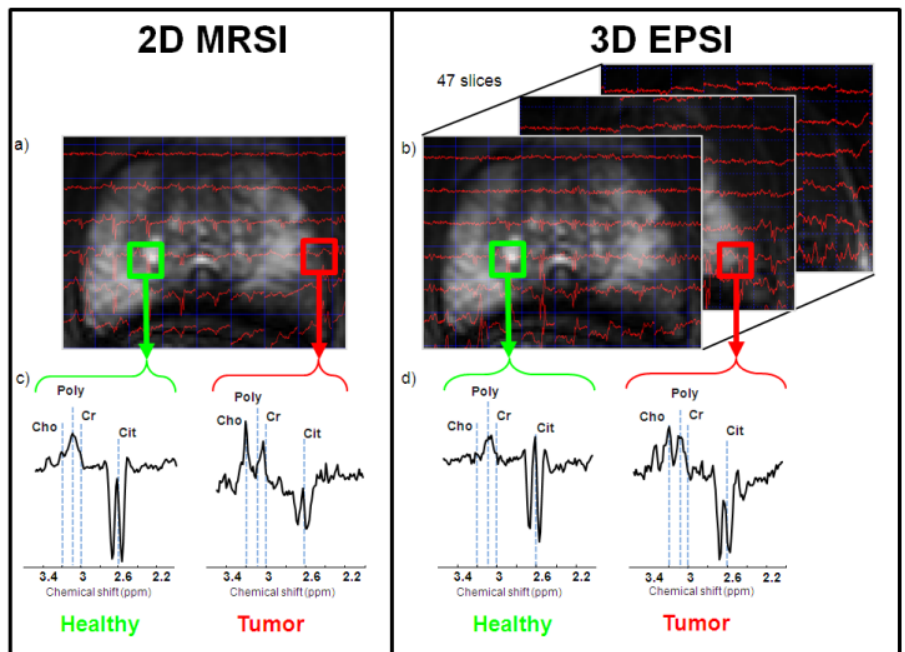 2D MRSI
3D EPSI
47 slices
a)
b)
c)
Poly
Cho
Cr
Cit
Poly
Cho
Cr
Cit
d)
Poly
Cho
Cr
Cit
Poly
Cho
Cr
Cit
3.4 3 2.6 2.2
Chemical shift (ppm)
3.4 3 2.6 2.2
Chemical shift (ppm)
3.4 3 2.6 2.2
Chemical shift (ppm)
3.4 3 2.6 2.2
Chemical shift (ppm)
Healthy
Tumor
Healthy
Tumor